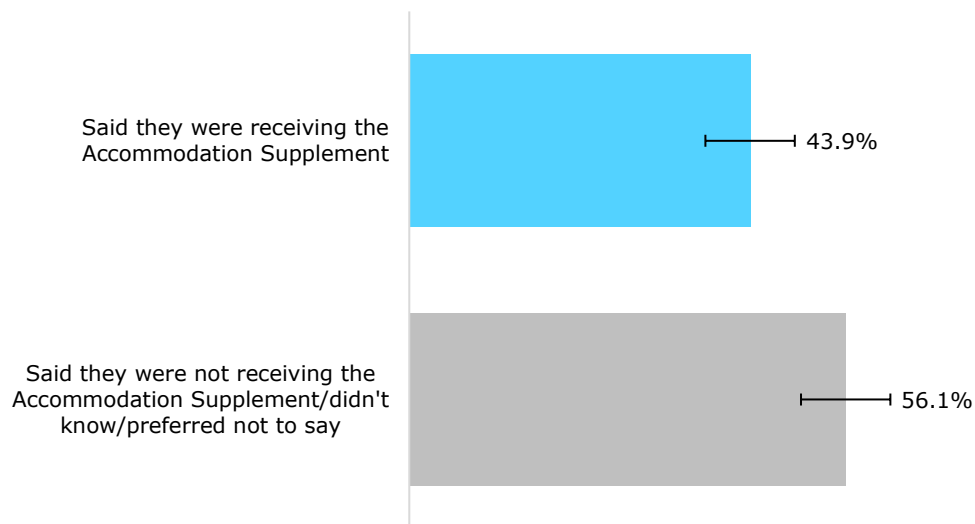 Said they were receiving the
Accommodation Supplement
43.9%
Said they were not receiving the
Accommodation Supplement/didn't
know/preferred not to say
56.1%